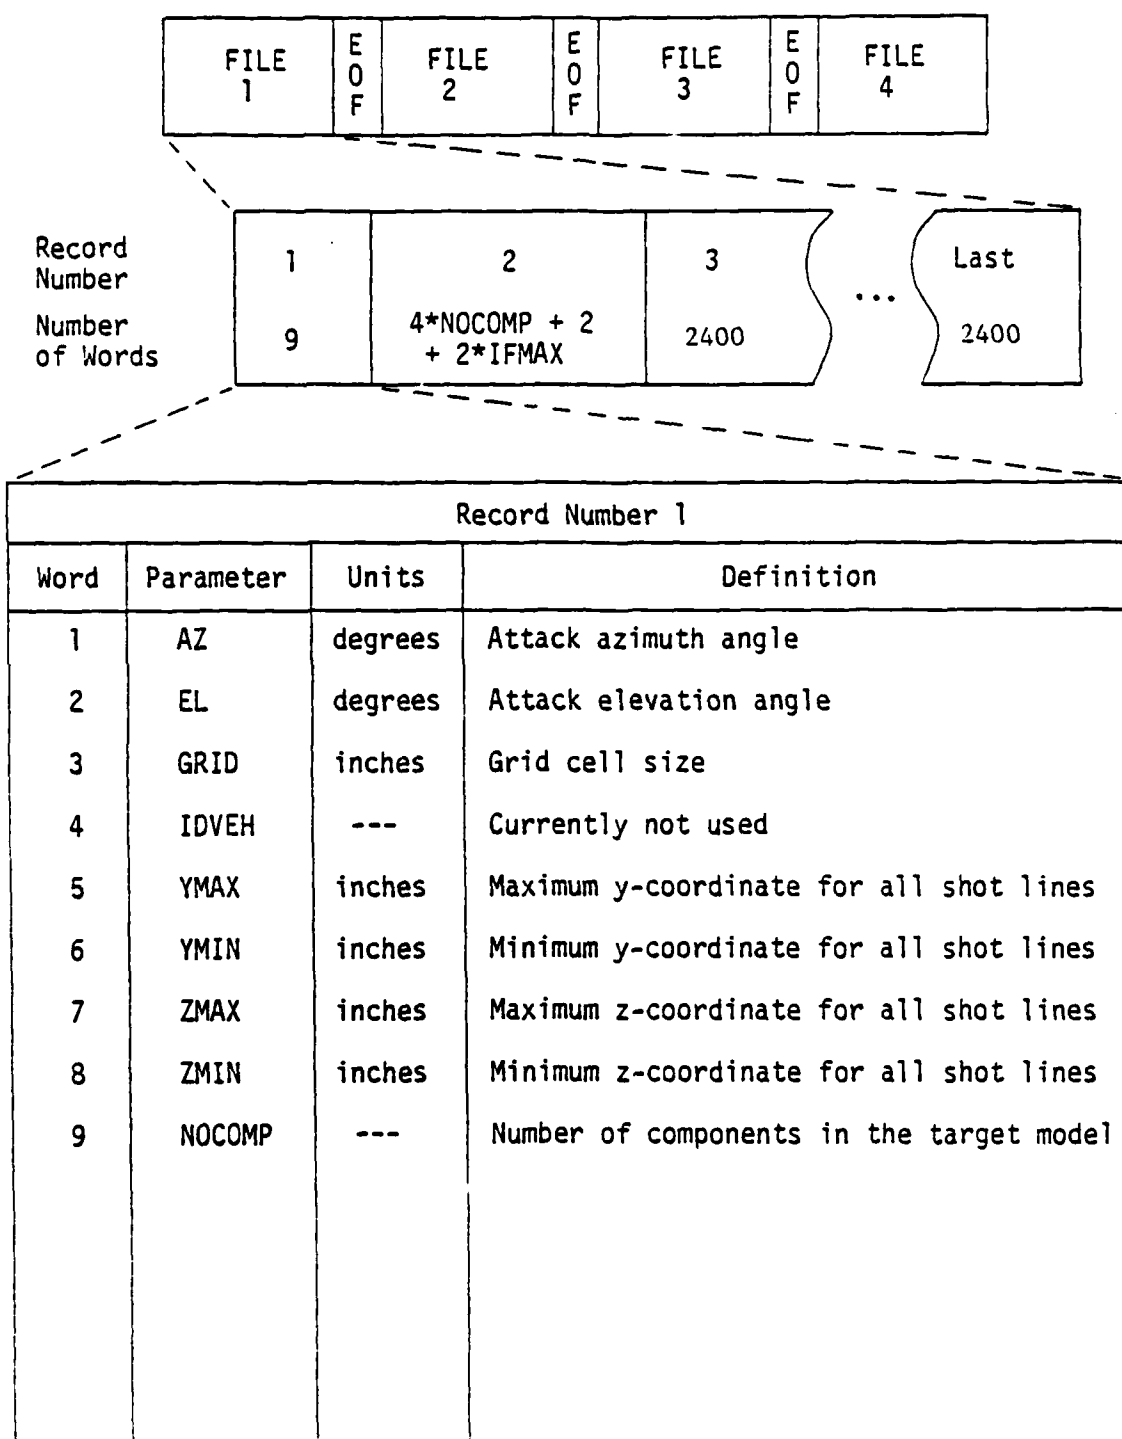 FILE 1 EOF FILE 2 EOF FILE 3 EOF FILE 4
Record Number 1 2 3 ... Last
Number of Words 9 4*NOCOMP + 2 + 2*IFMAX 2400 2400
Record Number 1
Word Parameter Units Definition
1 AZ degrees Attack azimuth angle
2 EL degrees Attack elevation angle
3 GRID inches Grid cell size
4 IDVEH --- Currently not used
5 YMAX inches Maximum y-coordinate for all shot lines
6 YMIN inches Minimum y-coordinate for all shot lines
7 ZMAX inches Maximum z-coordinate for all shot lines
8 ZMIN inches Minimum z-coordinate for all shot lines
9 NOCOMP --- Number of components in the target model